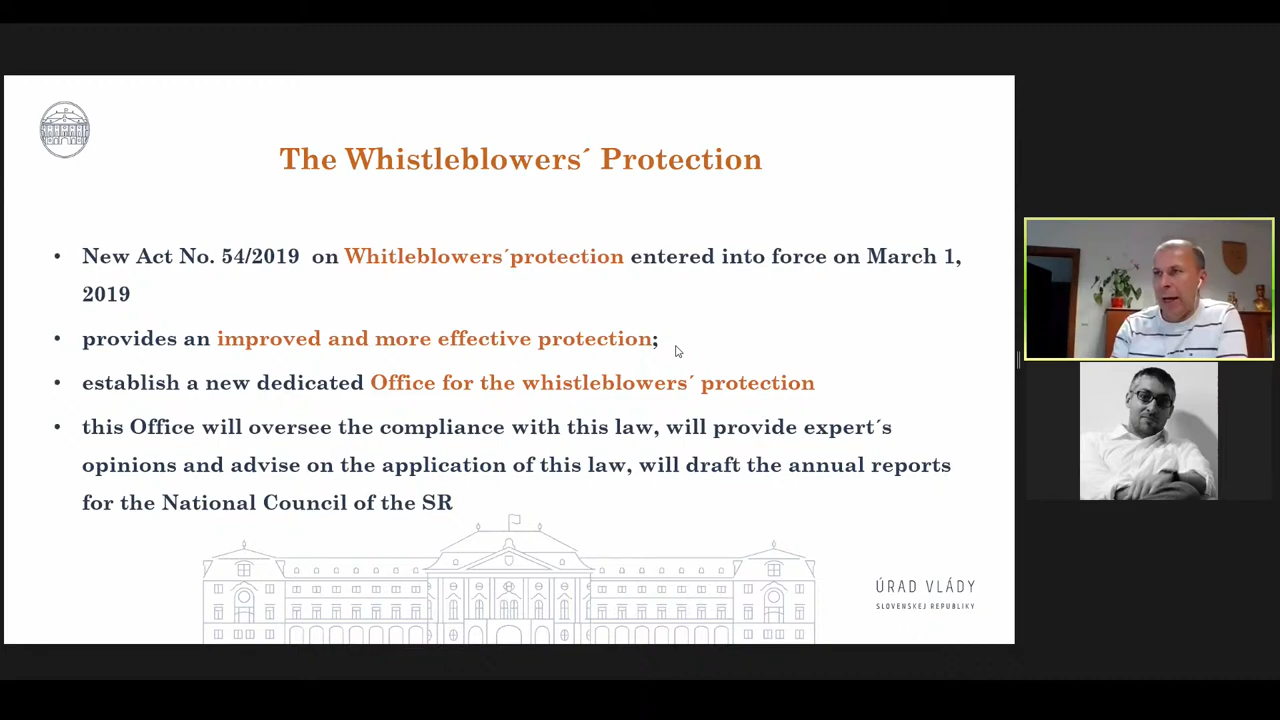 The Whistleblowers´ Protection
• New Act No. 54/2019 on Whitleblowers´protection entered into force on March 1,
2019
• provides an improved and more effective protection;
• establish a new dedicated Office for the whistleblowers´ protection
• this Office will oversee the compliance with this law, will provide expert´s
opinions and advise on the application of this law, will draft the annual reports
for the National Council of the SR
ÚRAD VLÁDY
SLOVENSKEJ REPUBLIKY